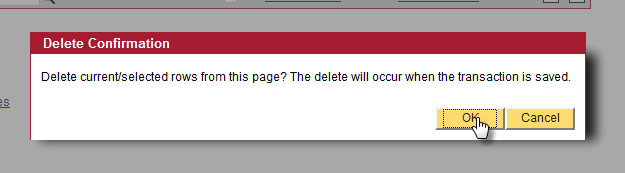 Delete Confirmation
Delete current/selected rows from this page? The delete will occur when the transaction is saved.
es
OK Cancel